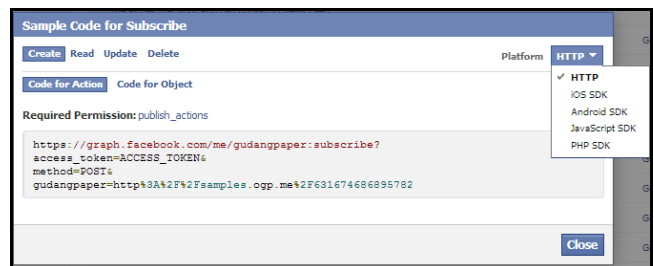 Sample Code for Subscribe
Create Read Update Delete
Platform HTTP
Code for Action Code for Object
✓ HTTP
iOS SDK
Android SDK
JavaScript SDK
PHP SDK
Required Permission: publish_actions
https://graph.facebook.com/me/gudangpaper:subscribe?
access_token=ACCESS_TOKEN&
method=POST&
gudangpaper=http%3A%2F%2Fsamples.ogp.me%2F631674686895782
Close